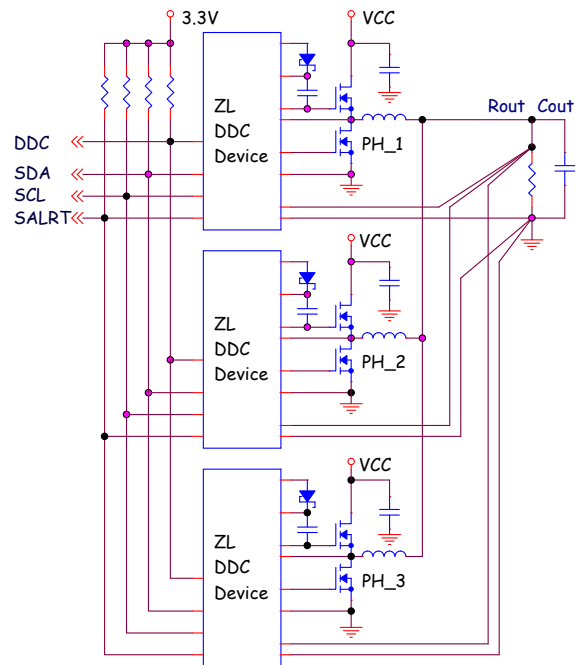 3.3V
VCC
ZL
DDC
Device
Rout Cout
DDC
PH_1
SDA
SCL
SALRT
VCC
ZL
DDC
Device
PH_2
VCC
ZL
DDC
Device
PH_3